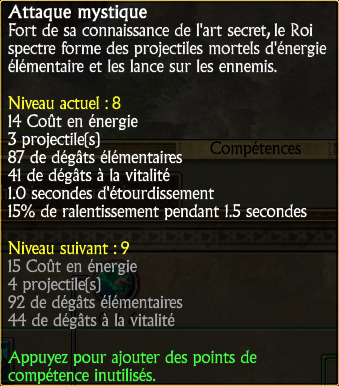 Attaque mystique
Fort de sa connaissance de l'art secret, le Roi
spectre forme des projectiles mortels d'énergie
élémentaire et les lance sur les ennemis.
Niveau actuel : 8
14 Coût en énergie
3 projectile(s)
87 de dégâts élémentaires
Compétences
41 de dégâts à la vitalité
1.0 secondes d'étourdissement
15% de ralentissement pendant 1.5 secondes
Niveau suivant : 9
15 Coût en énergie
4 projectile(s)
92 de dégâts élémentaires
44 de dégâts à la vitalité
Appuyez pour ajouter des points de
compétence inutilisés.